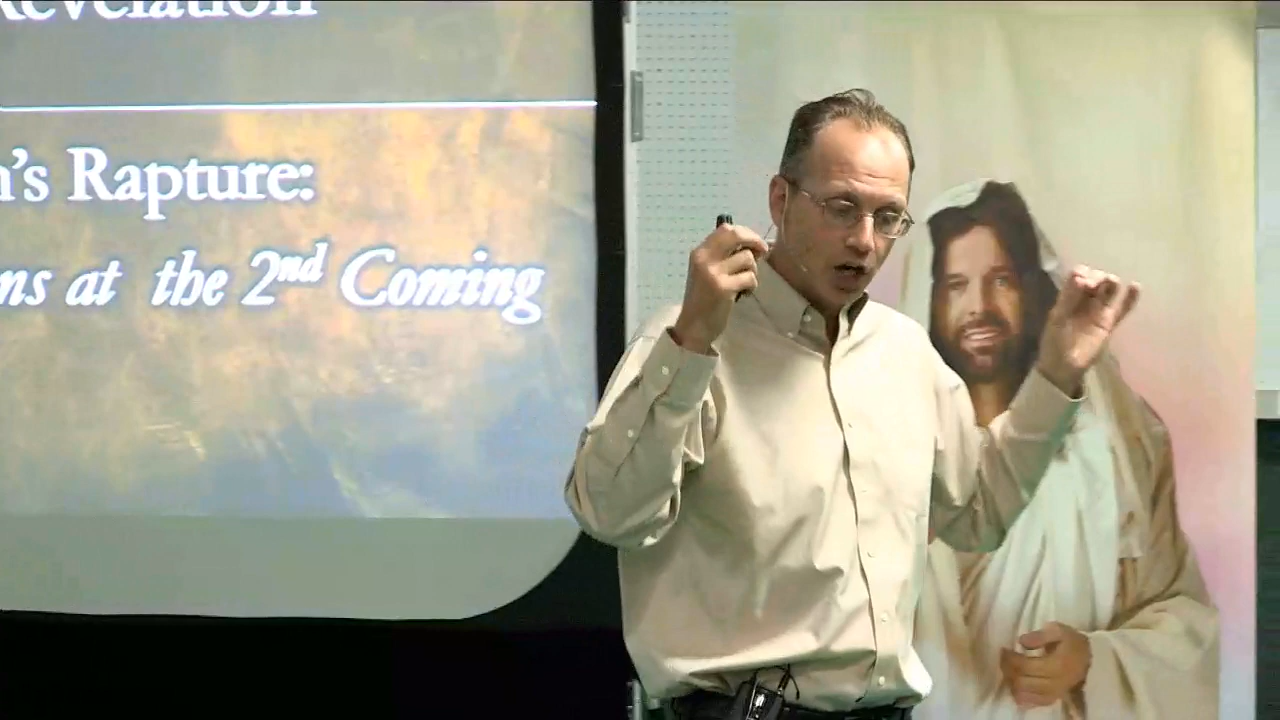 Revelation
n's Rapture:
ns at the 2nd Coming